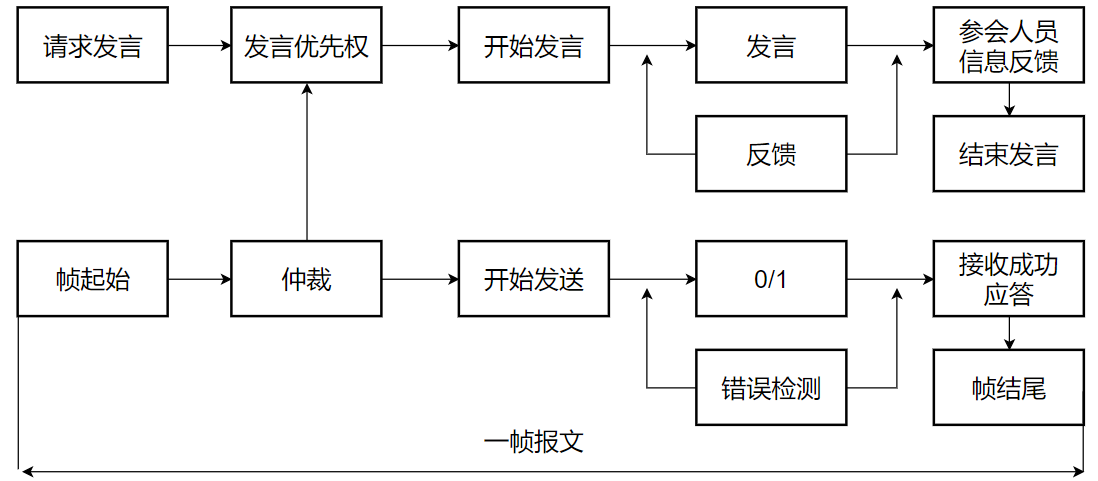 请求发言
发言优先权
开始发言
发言
参会人员
信息反馈
反馈
结束发言
帧起始
仲裁
开始发送
0/1
接收成功
应答
错误检测
帧结尾
一帧报文